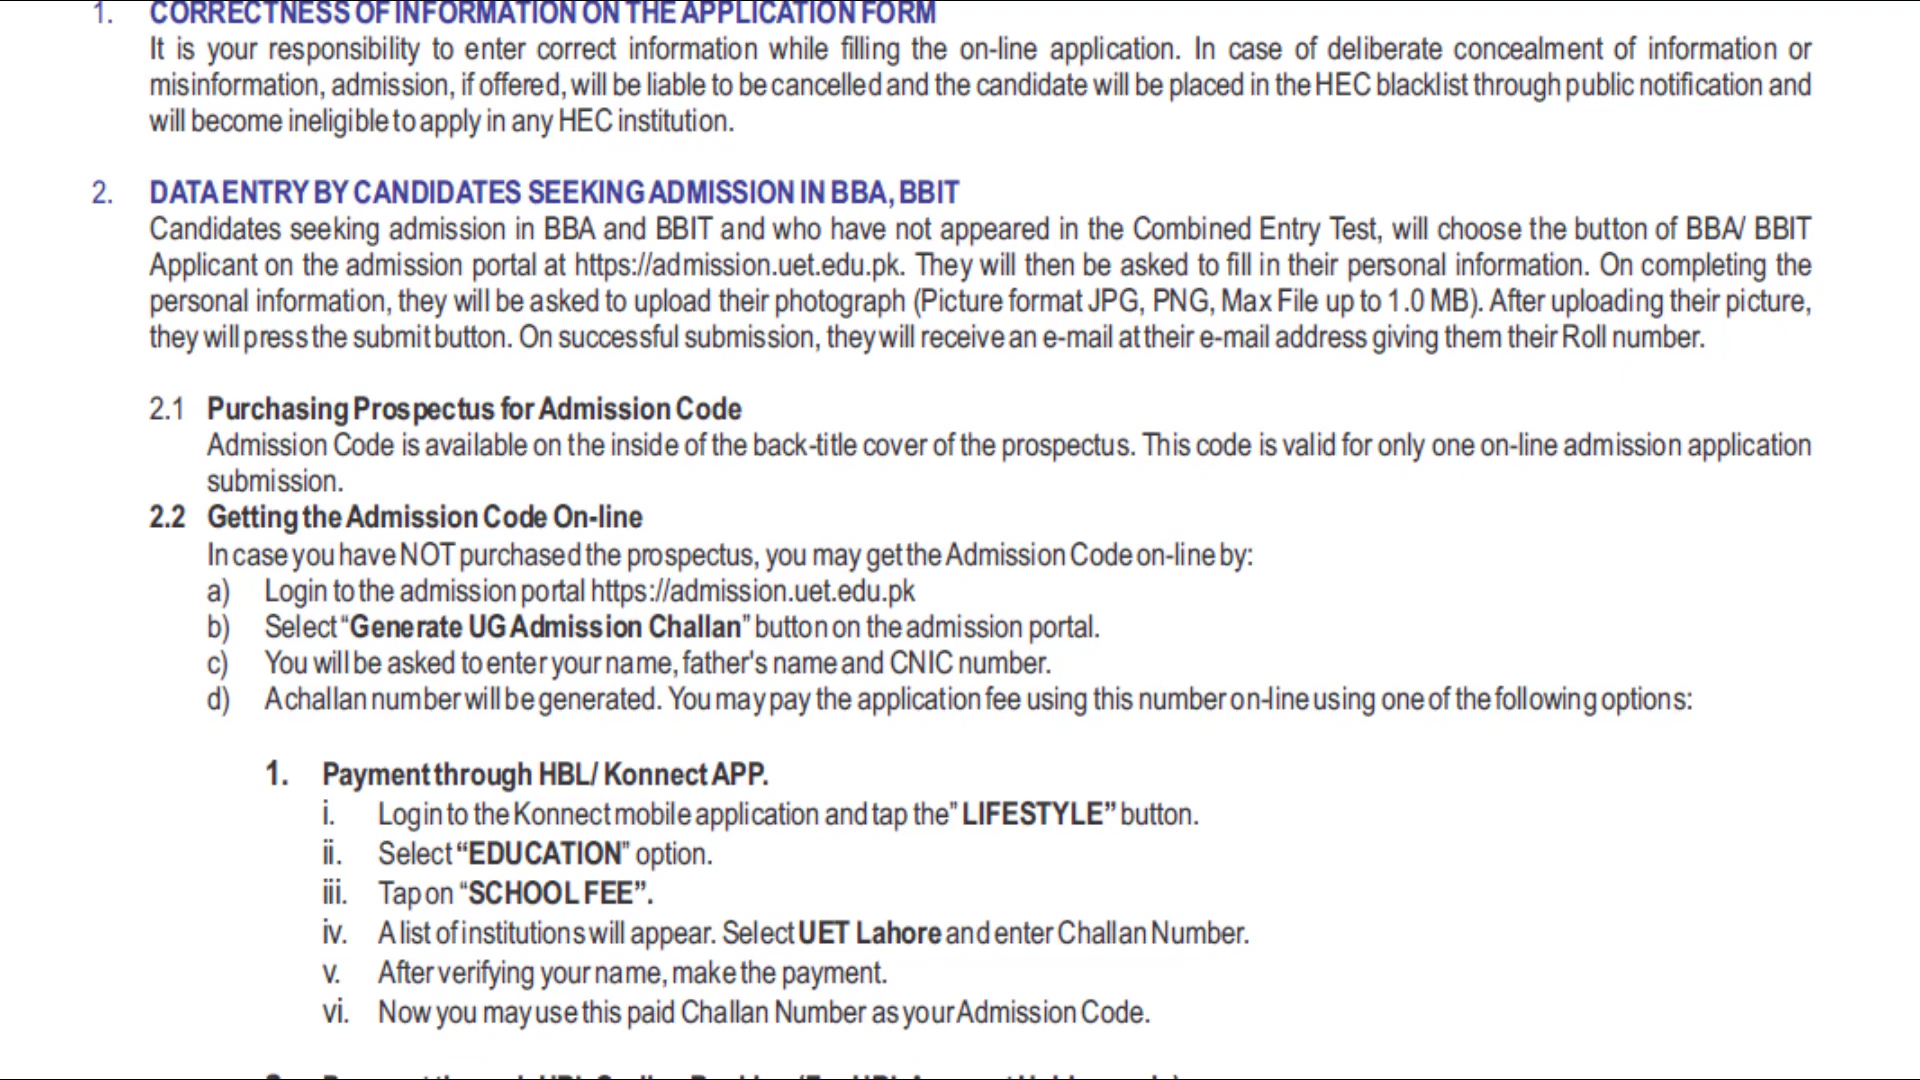 1. CORRECTNESS OF INFORMATION ON THE APPLICATION FORM
It is your responsibility to enter correct information while filling the on-line application. In case of deliberate concealment of information or
misinformation, admission, if offered, will be liable to be cancelled and the candidate will be placed in the HEC blacklist through public notification and
will become ineligible to apply in any HEC institution.
2. DATA ENTRY BY CANDIDATES SEEKING ADMISSION IN BBA, BBIT
Candidates seeking admission in BBA and BBIT and who have not appeared in the Combined Entry Test, will choose the button of BBA/ BBIT
Applicant on the admission portal at https://admission.uet.edu.pk. They will then be asked to fill in their personal information. On completing the
personal information, they will be asked to upload their photograph (Picture format JPG, PNG, Max File up to 1.0 MB). After uploading their picture,
they will press the submit button. On successful submission, they will receive an e-mail at their e-mail address giving them their Roll number.
2.1 Purchasing Prospectus for Admission Code
Admission Code is available on the inside of the back-title cover of the prospectus. This code is valid for only one on-line admission application
submission.
2.2 Getting the Admission Code On-line
In case you have NOT purchased the prospectus, you may get the Admission Code on-line by:
a) Login to the admission portal https://admission.uet.edu.pk
b) Select “Generate UG Admission Challan” button on the admission portal.
c) You will be asked to enter your name, father's name and CNIC number.
d) A challan number will be generated. You may pay the application fee using this number on-line using one of the following options:
1. Payment through HBL/ Konnect APP.
i. Login to the Konnect mobile application and tap the” LIFESTYLE” button.
ii. Select “EDUCATION” option.
iii. Tap on “SCHOOL FEE”.
iv. A list of institutions will appear. Select UET Lahore and enter Challan Number.
v. After verifying your name, make the payment.
vi. Now you may use this paid Challan Number as your Admission Code.